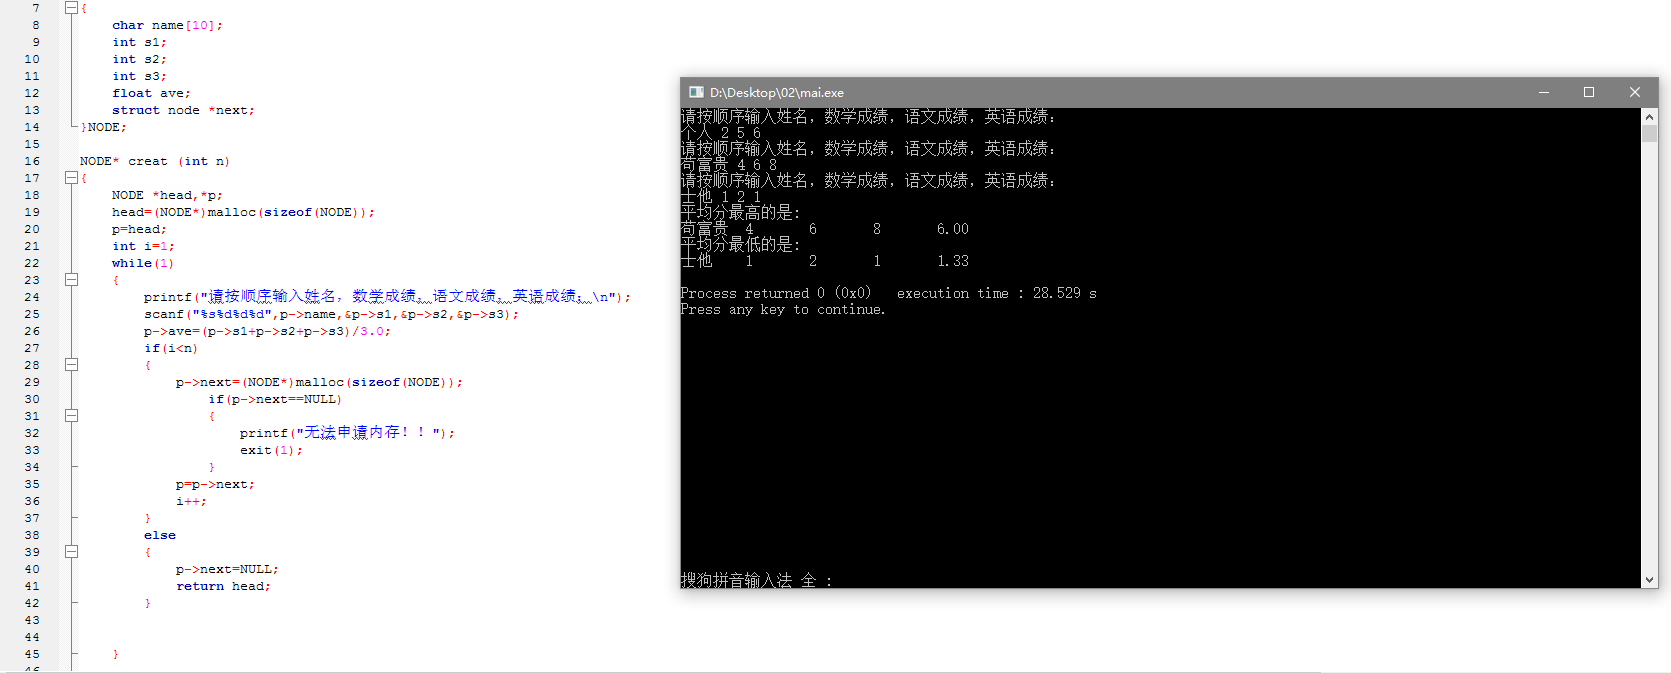 7 {
8 char name[10];
9 int s1;
10 int s2;
11 int s3;
12 float ave;
13 struct node *next;
14 }NODE;
15
16 NODE* creat (int n)
17 {
18 NODE *head,*p;
19 head=(NODE*)malloc(sizeof(NODE));
20 p=head;
21 int i=1;
22 while(1)
23 {
24 printf("请按顺序输入姓名，数学成绩，语文成绩，英语成绩：\n");
25 scanf("%s%d%d%d",p->name,&p->s1,&p->s2,&p->s3);
26 p->ave=(p->s1+p->s2+p->s3)/3.0;
27 if(i<n)
28 {
29 p->next=(NODE*)malloc(sizeof(NODE));
30 if(p->next==NULL)
31 {
32 printf("无法申请内存！！");
33 exit(1);
34 }
35 p=p->next;
36 i++;
37 }
38 else
39 {
40 p->next=NULL;
41 return head;
42 }
43
44
45 }
D:\Desktop\02\mai.exe
请按顺序输入姓名，数学成绩，语文成绩，英语成绩：
个人 2 5 6
请按顺序输入姓名，数学成绩，语文成绩，英语成绩：
苟富贵 4 6 8
请按顺序输入姓名，数学成绩，语文成绩，英语成绩：
士他 1 2 1
平均分最高的是：
苟富贵 4 6 8 6.00
平均分最低的是：
士他 1 2 1 1.33
Process returned 0 (0x0) execution time : 28.529 s
Press any key to continue.
搜狗拼音输入法 全 :